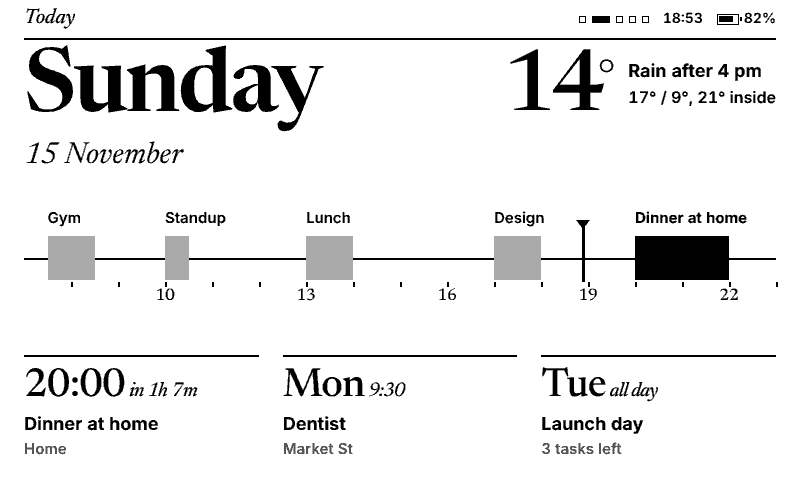 Today
18:53 82%
Sunday
14° Rain after 4 pm
17° / 9°, 21° inside
15 November
Gym Standup Lunch Design Dinner at home
10 13 16 19 22
20:00 in 1h 7m
Dinner at home
Home
Mon 9:30
Dentist
Market St
Tue all day
Launch day
3 tasks left